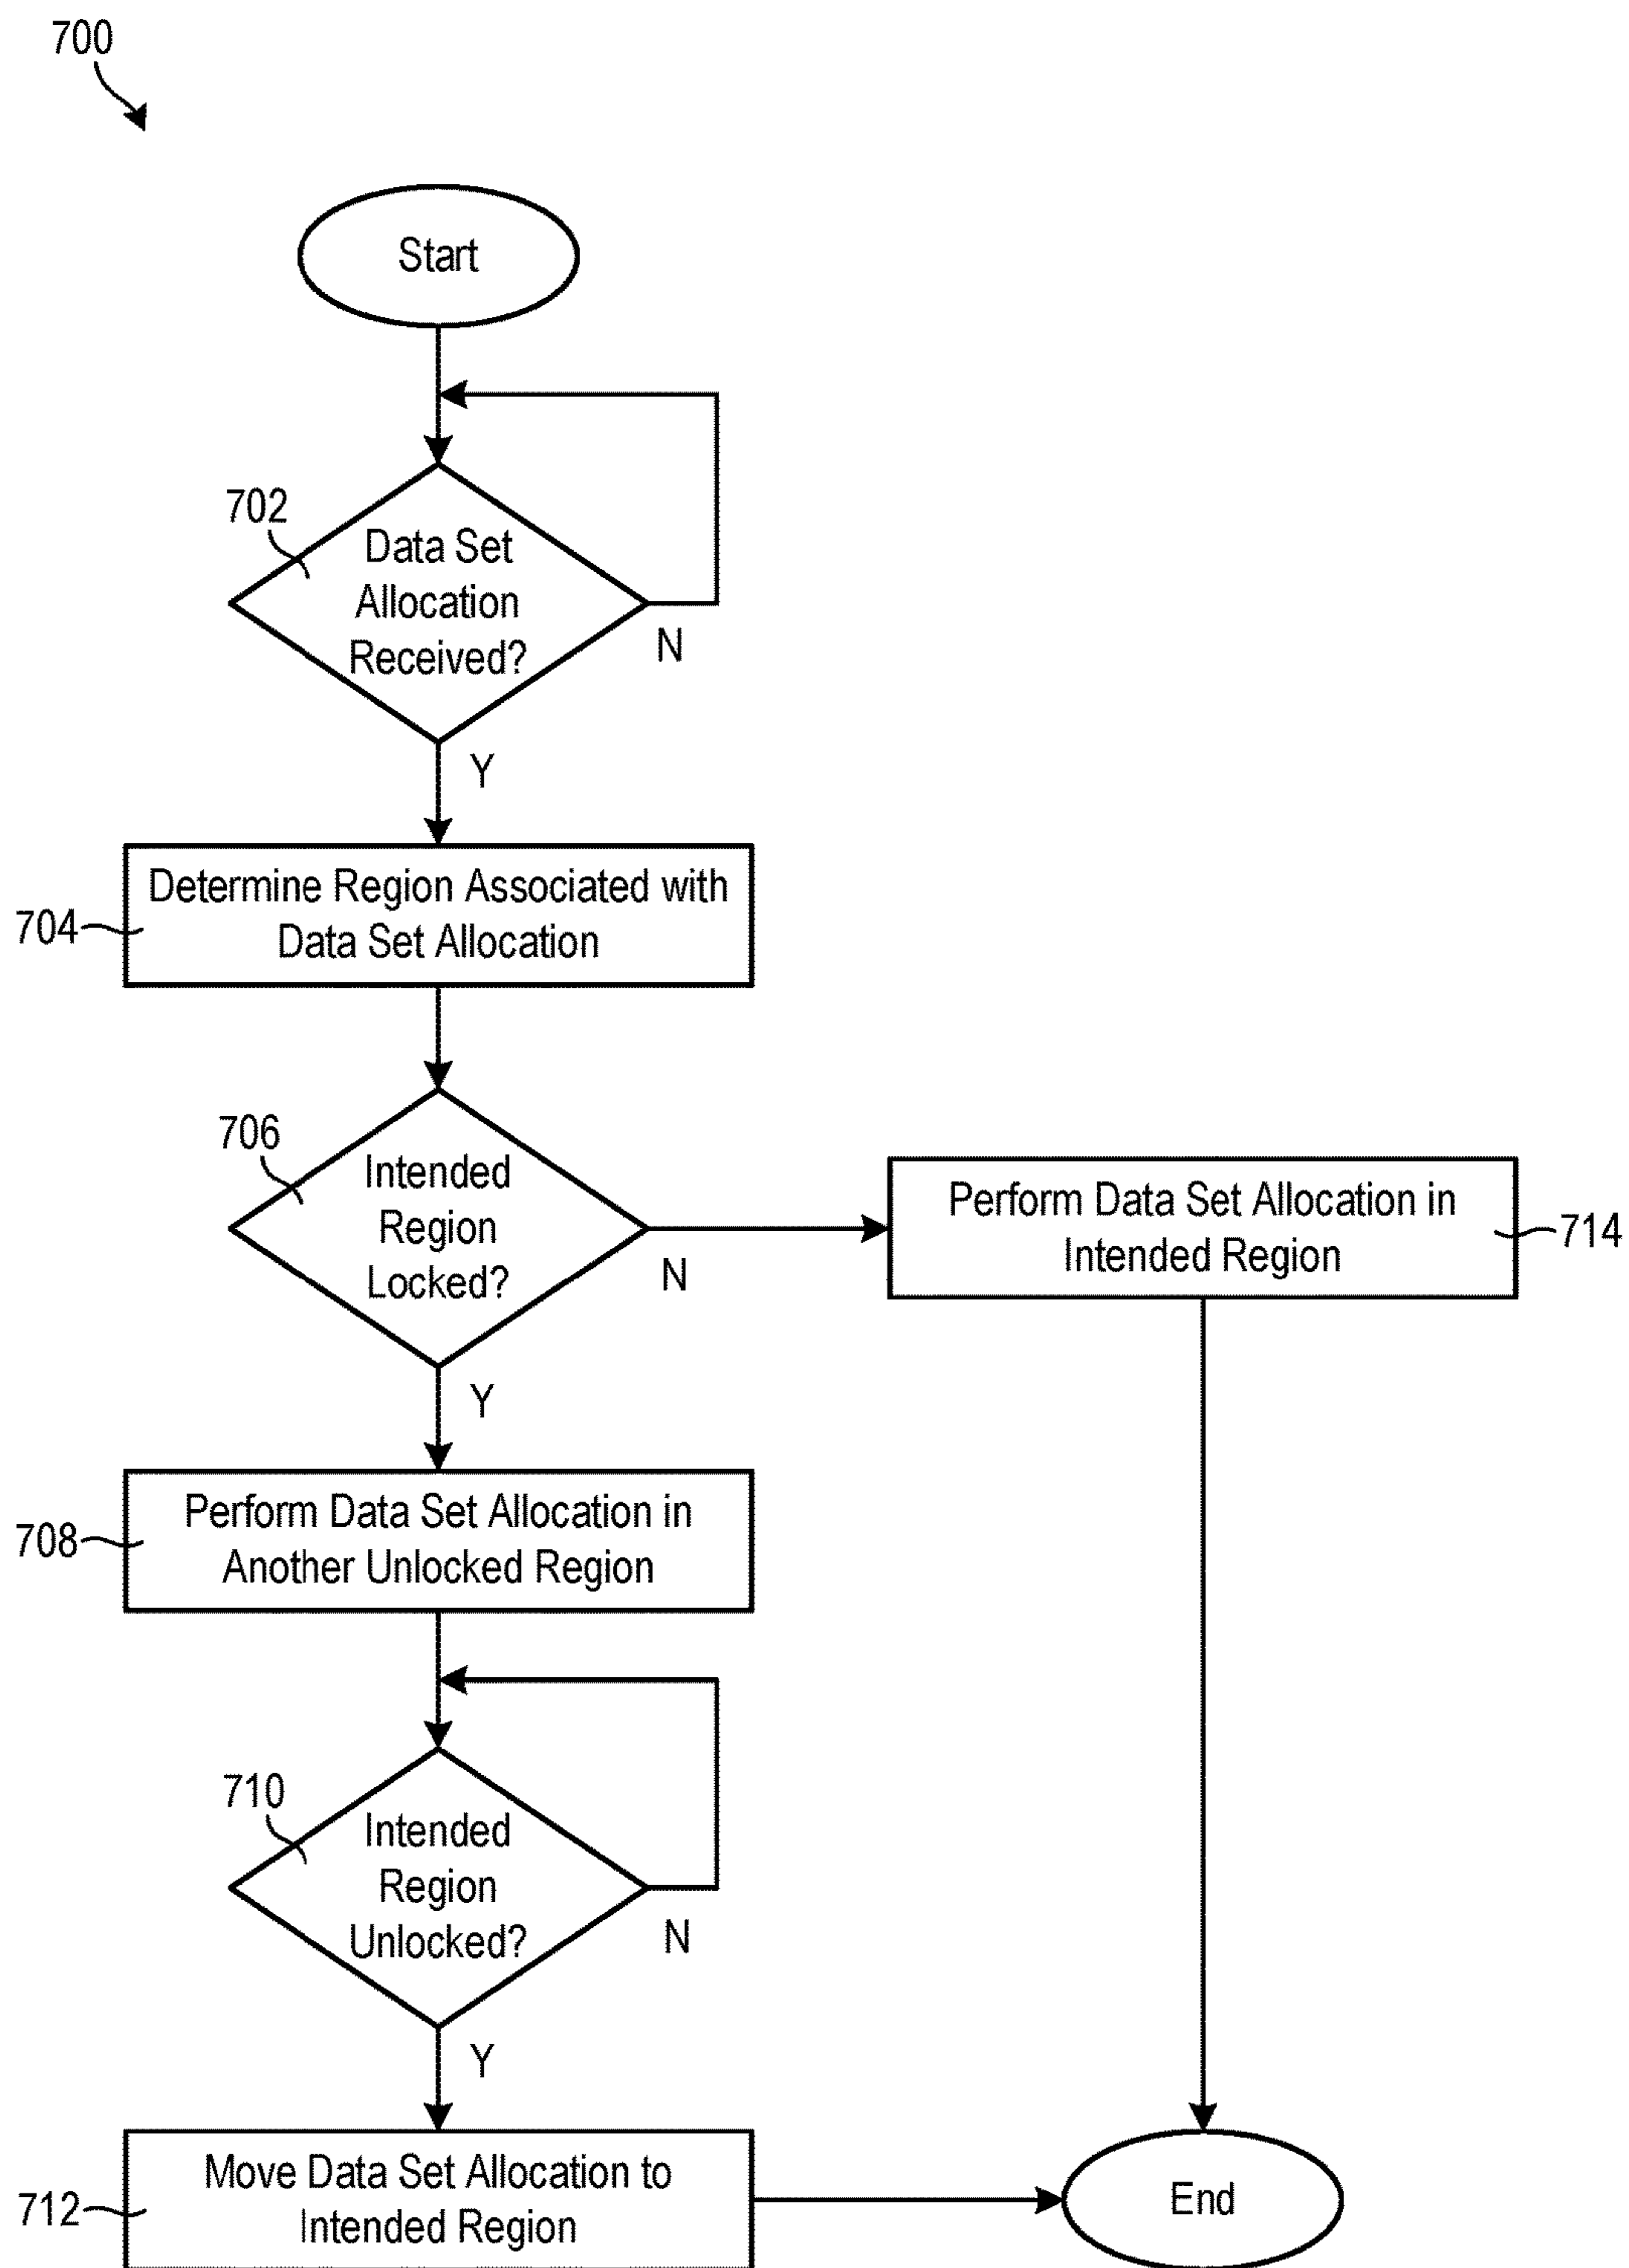 700
Start
702
Data Set
Allocation
Received?
N
Y
704
Determine Region Associated with
Data Set Allocation
706
Intended
Region
Locked?
N
Y
Perform Data Set Allocation in
Intended Region
714
708
Perform Data Set Allocation in
Another Unlocked Region
710
Intended
Region
Unlocked?
N
Y
712
Move Data Set Allocation to
Intended Region
End